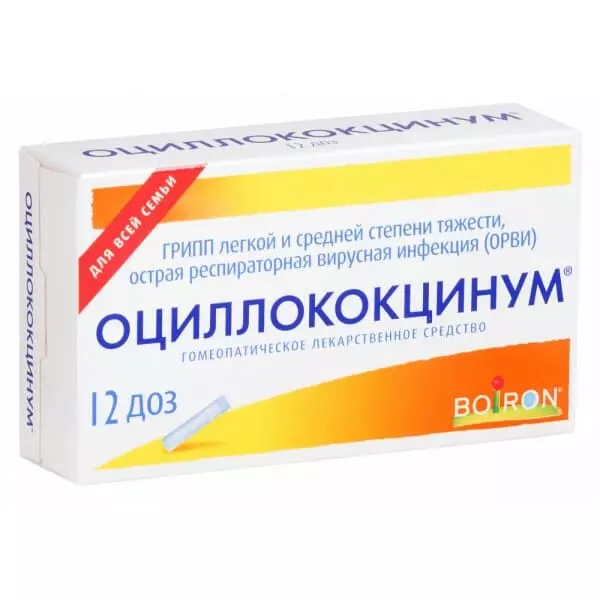 ОЦИЛЛОКОКЦИНУМ®
12 ДОЗ
ДЛЯ ВСЕЙ СЕМЬИ
ГРИПП ЛЕГКОЙ И СРЕДНЕЙ СТЕПЕНИ ТЯЖЕСТИ,
ОСТРАЯ РЕСПИРАТОРНАЯ ВИРУСНАЯ ИНФЕКЦИЯ (ОРВИ)
ОЦИЛЛОКОКЦИНУМ®
ГОМЕОПАТИЧЕСКОЕ ЛЕКАРСТВЕННОЕ СРЕДСТВО
12 ДОЗ
BOIRON®
ОЦИЛЛОКОКЦИНУМ®